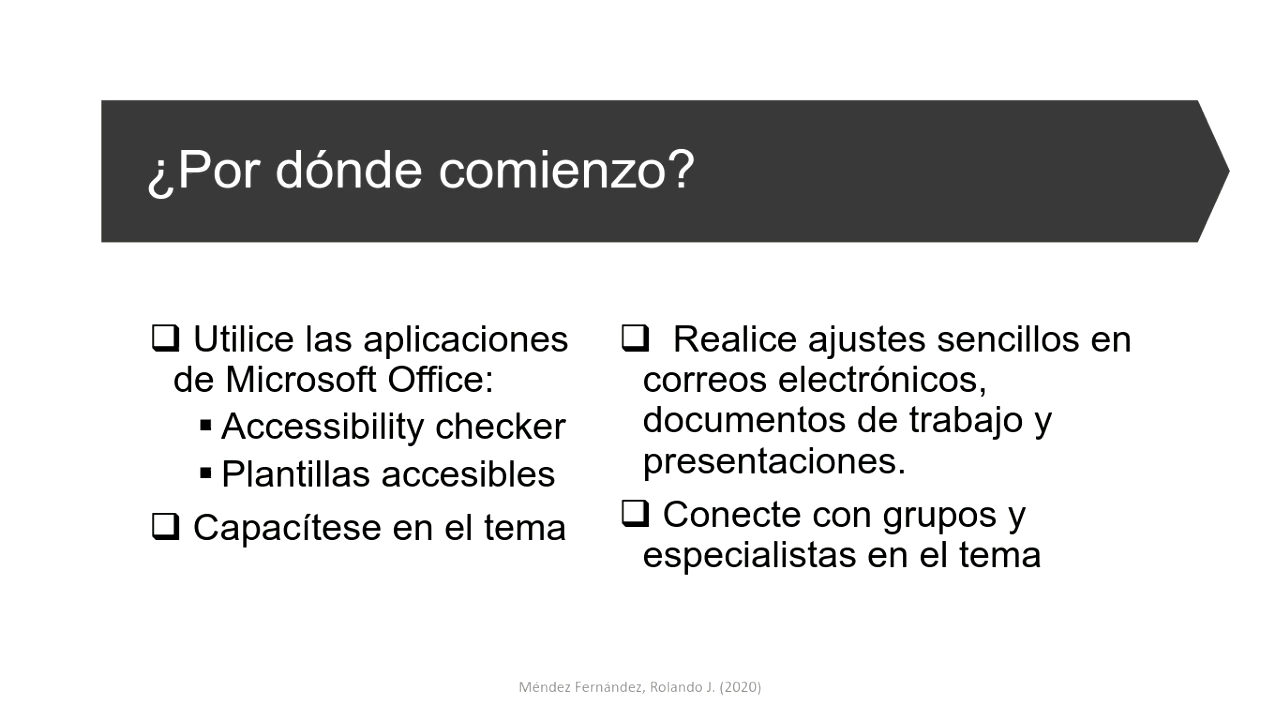 ¿Por dónde comienzo?
❑ Utilice las aplicaciones
de Microsoft Office:
▪ Accessibility checker
▪ Plantillas accesibles
❑ Capacítese en el tema
❑ Realice ajustes sencillos en
correos electrónicos,
documentos de trabajo y
presentaciones.
❑ Conecte con grupos y
especialistas en el tema
Méndez Fernández, Rolando J. (2020)